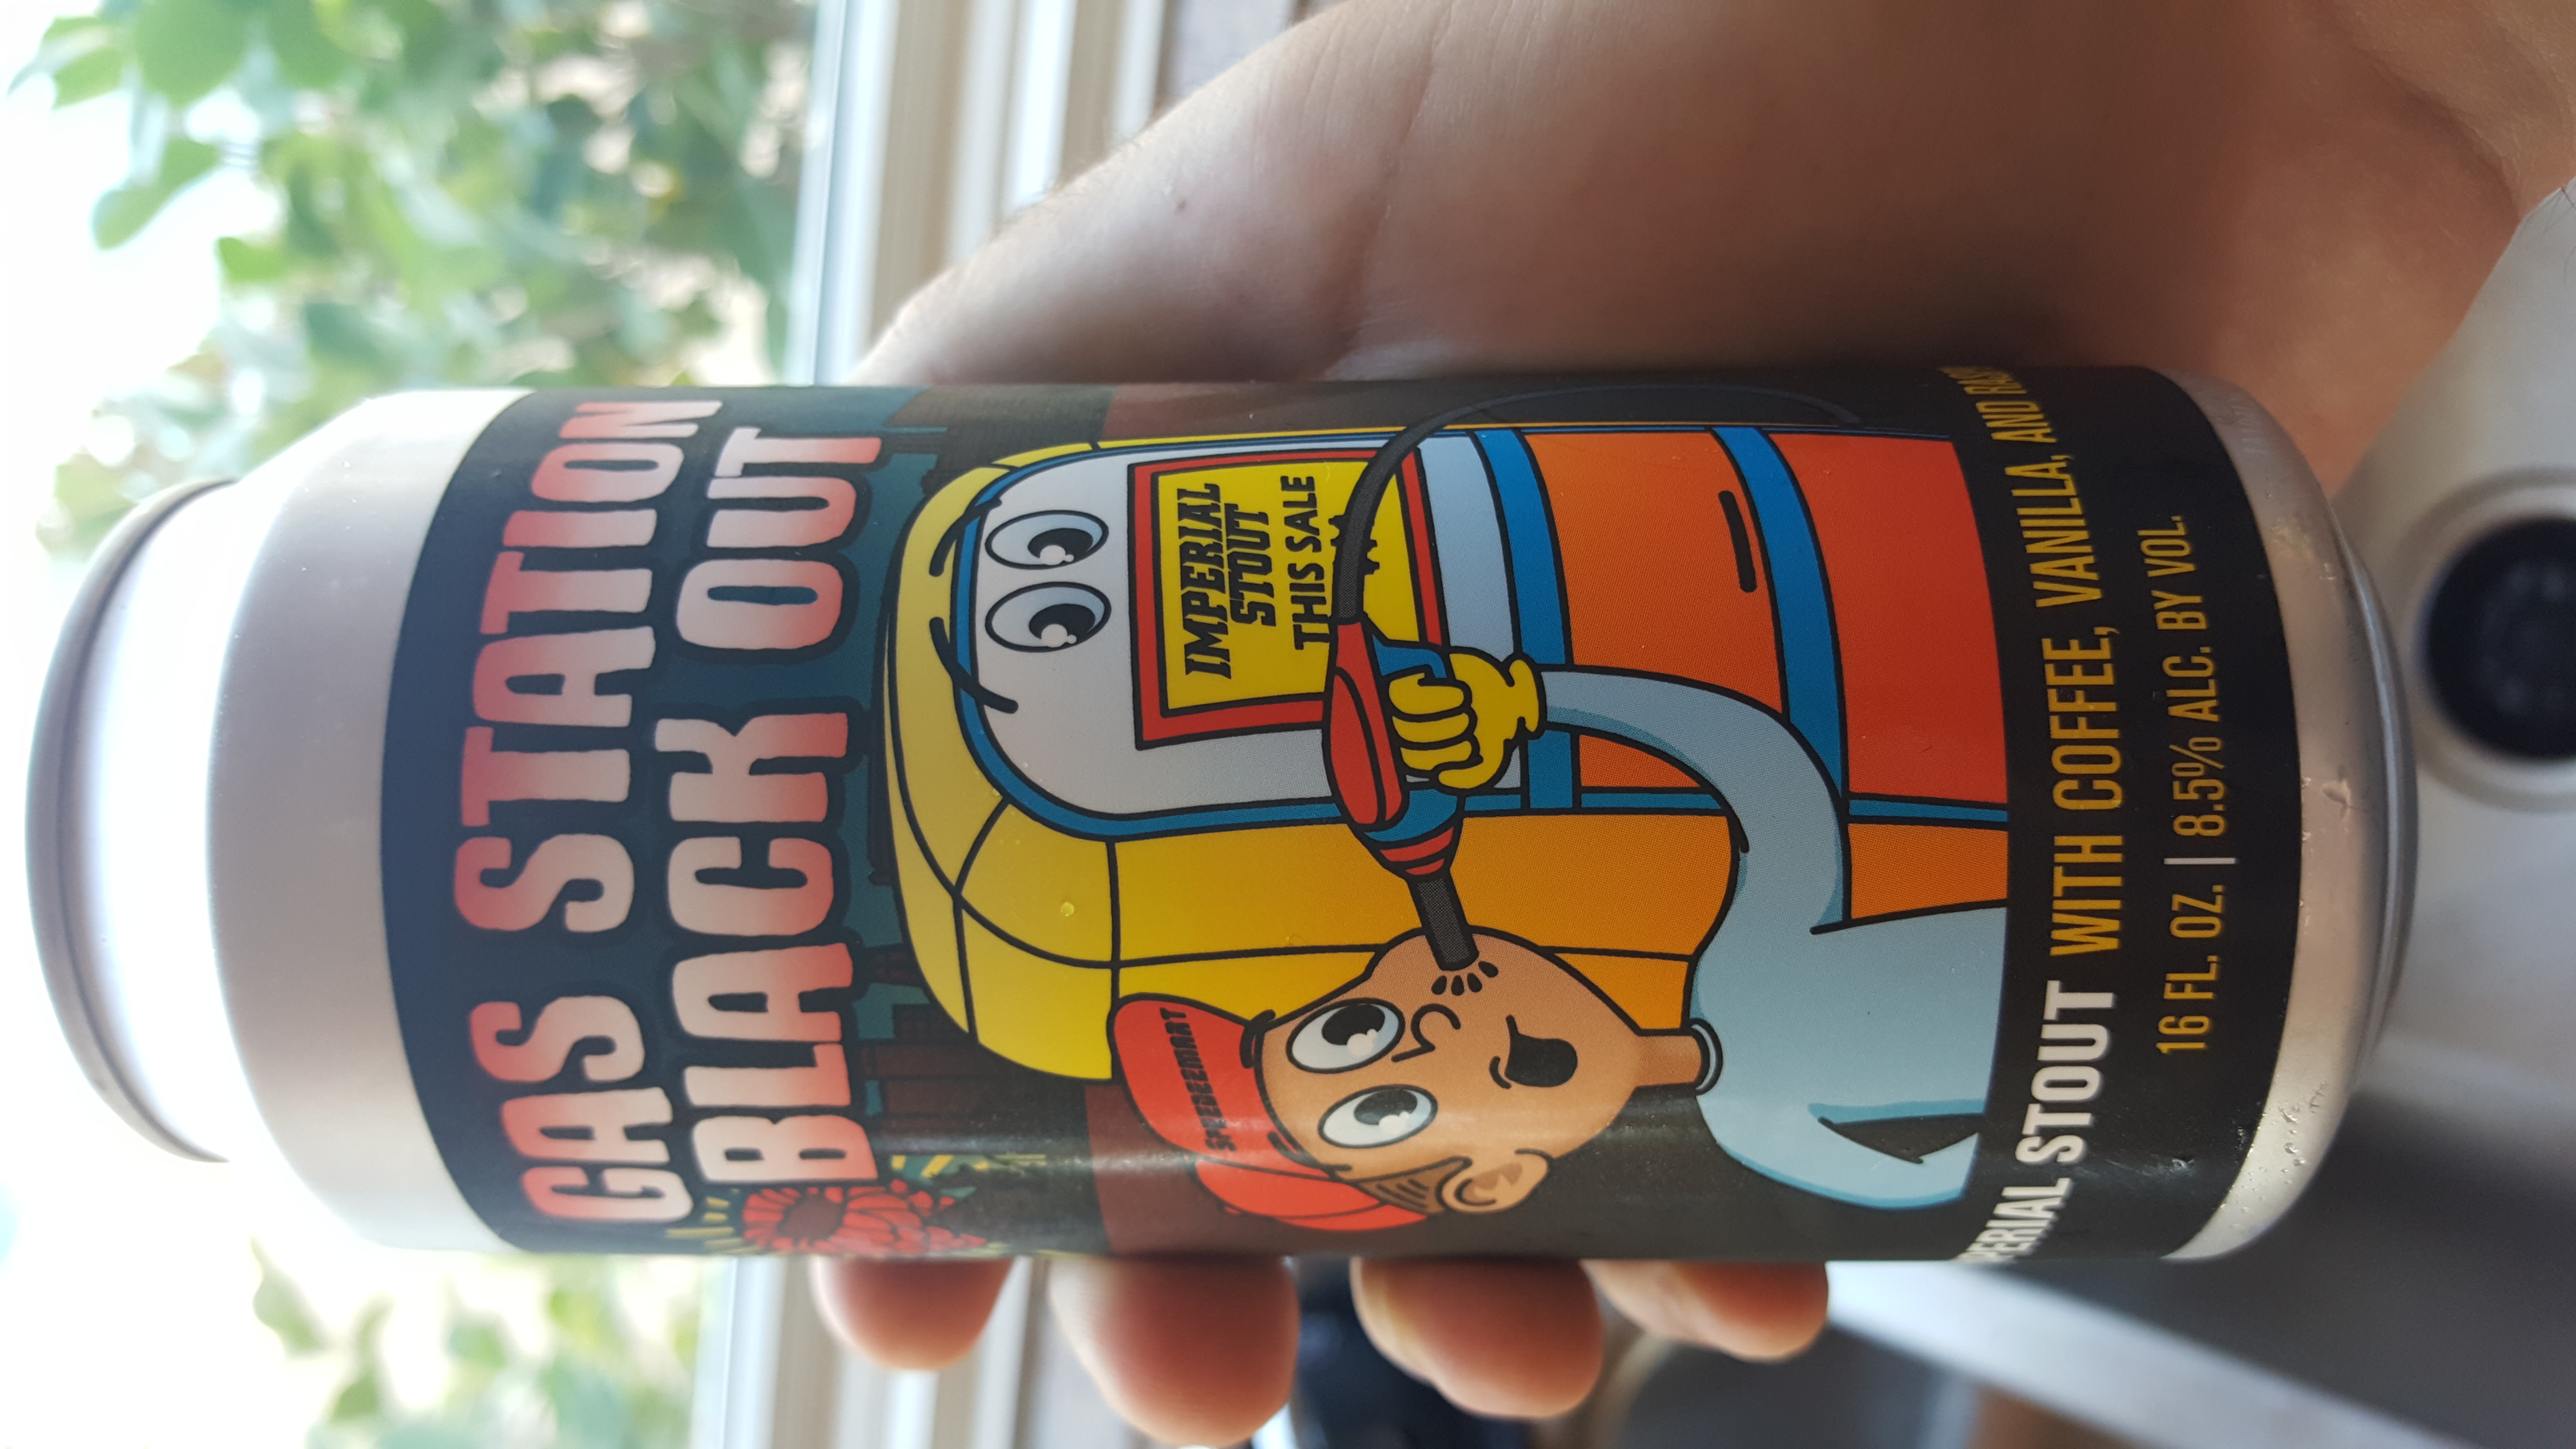 GAS STATION
BLACK OUT
IMPERIAL
STOUT
THIS SALE
SPEEDEEMART
STOUT WITH COFFEE, VANILLA, AND
16 FL. OZ. | 8.5% ALC. BY VOL.